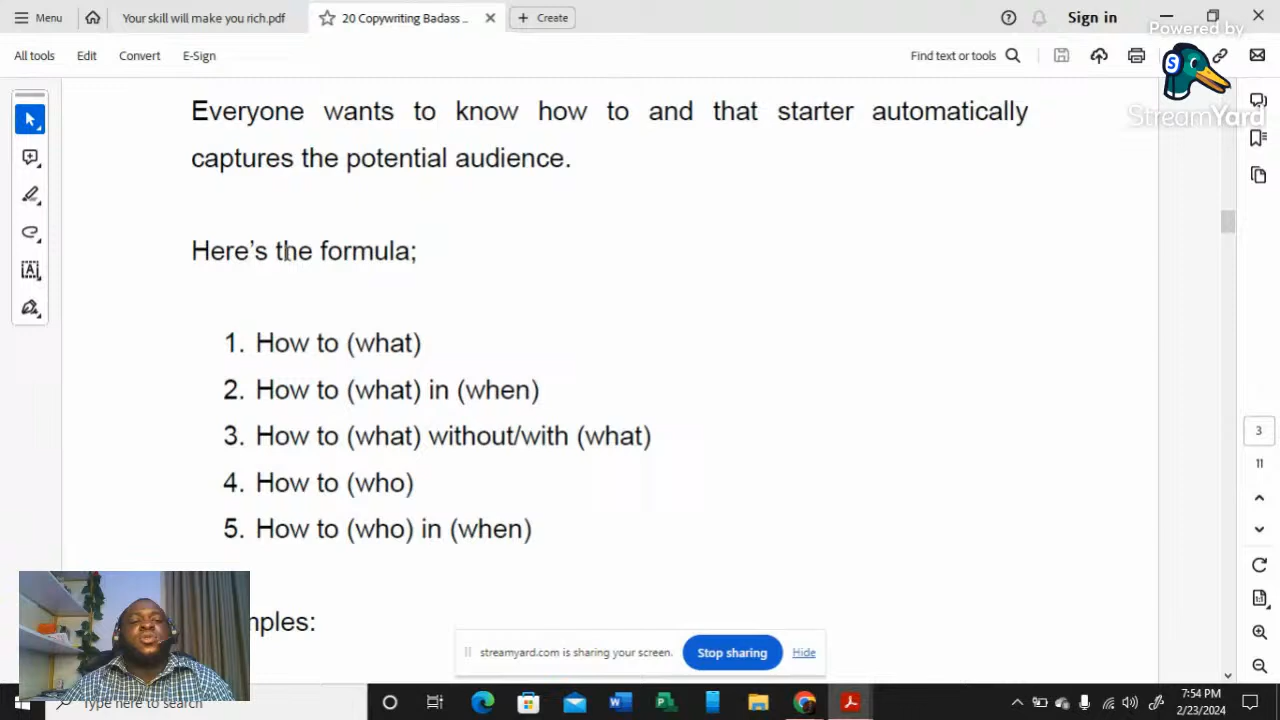 Menu
Your skill will make you rich.pdf
20 Copywriting Badass ...
Create
Sign in
Powered by
StreamYard
All tools
Edit
Convert
E-Sign
Find text or tools
Everyone wants to know how to and that starter automatically
captures the potential audience.
Here's the formula;
1. How to (what)
2. How to (what) in (when)
3. How to (what) without/with (what)
4. How to (who)
5. How to (who) in (when)
mples:
3
11
streamyard.com is sharing your screen.
Stop sharing
Hide
Type here to search
7:54 PM
2/23/2024